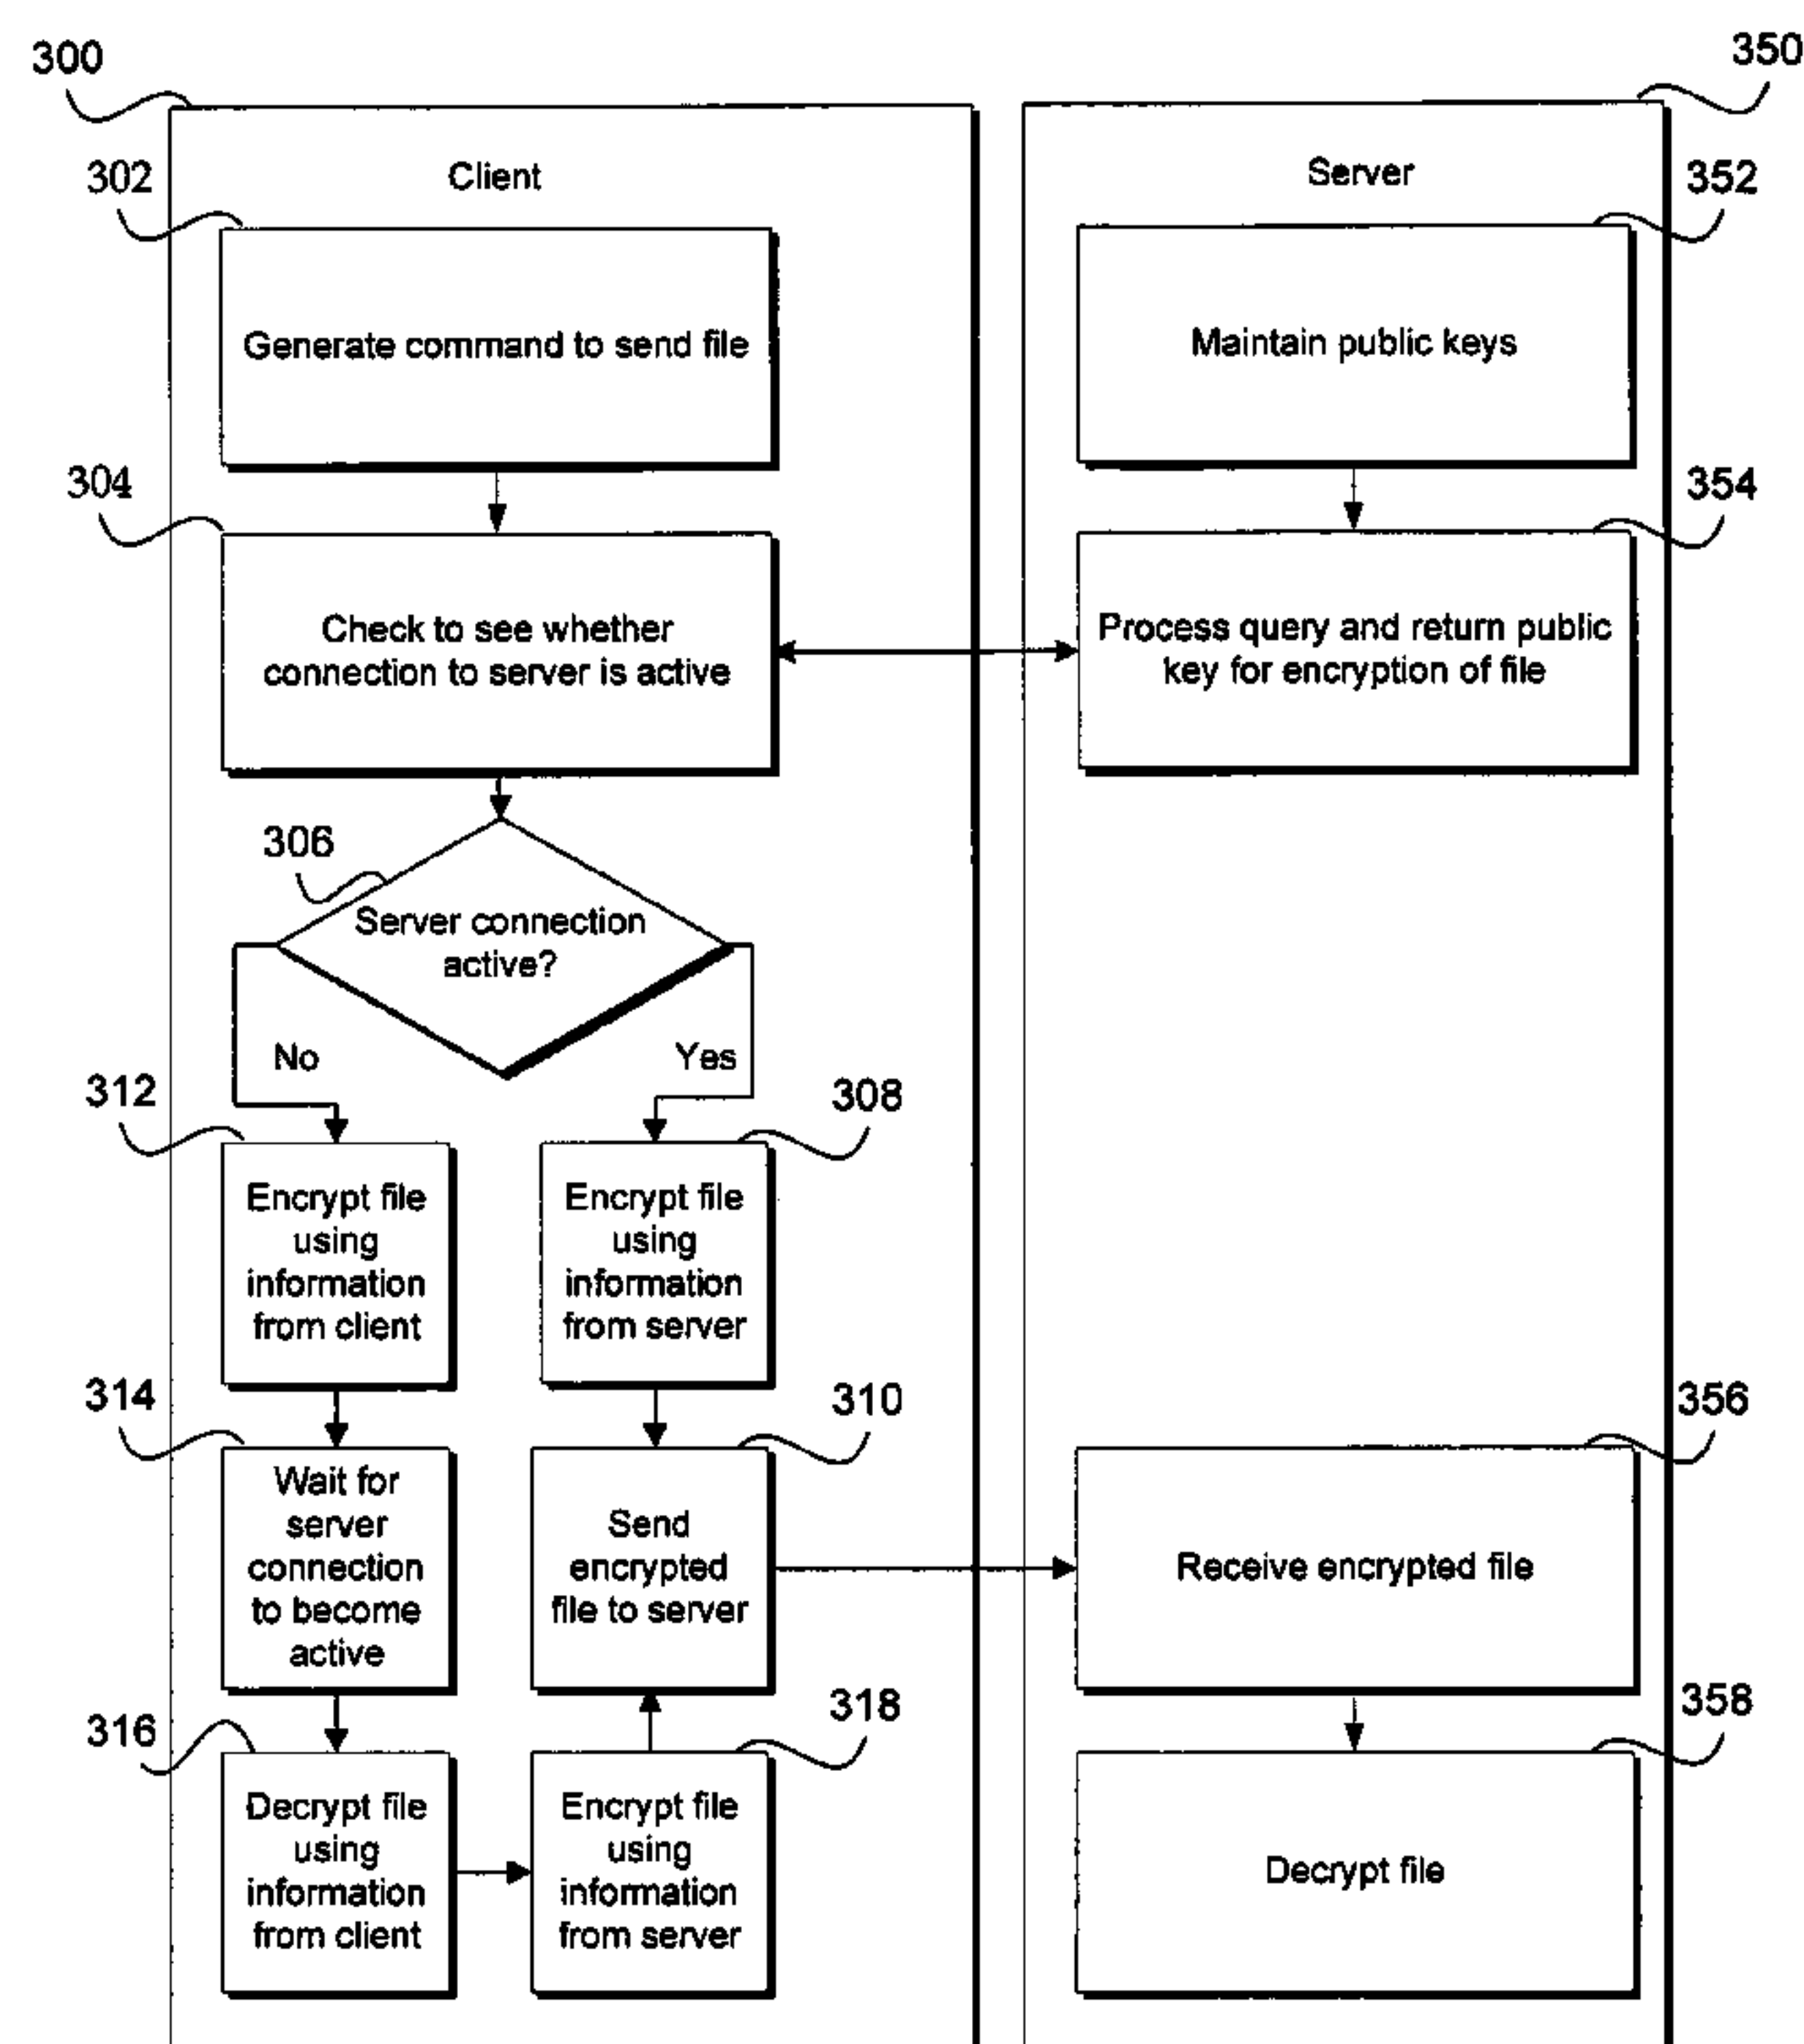 300
350
302
Client
Server
352
Generate command to send file
Maintain public keys
304
354
Check to see whether
connection to server is active
Process query and return public
key for encryption of file
306
Server connection
active?
No
Yes
312
308
Encrypt file
using
information
from client
Encrypt file
using
information
from server
314
310
356
Wait for
server
connection
to become
active
Send
encrypted
file to server
Receive encrypted file
316
318
358
Decrypt file
using
information
from client
Encrypt file
using
information
from server
Decrypt file